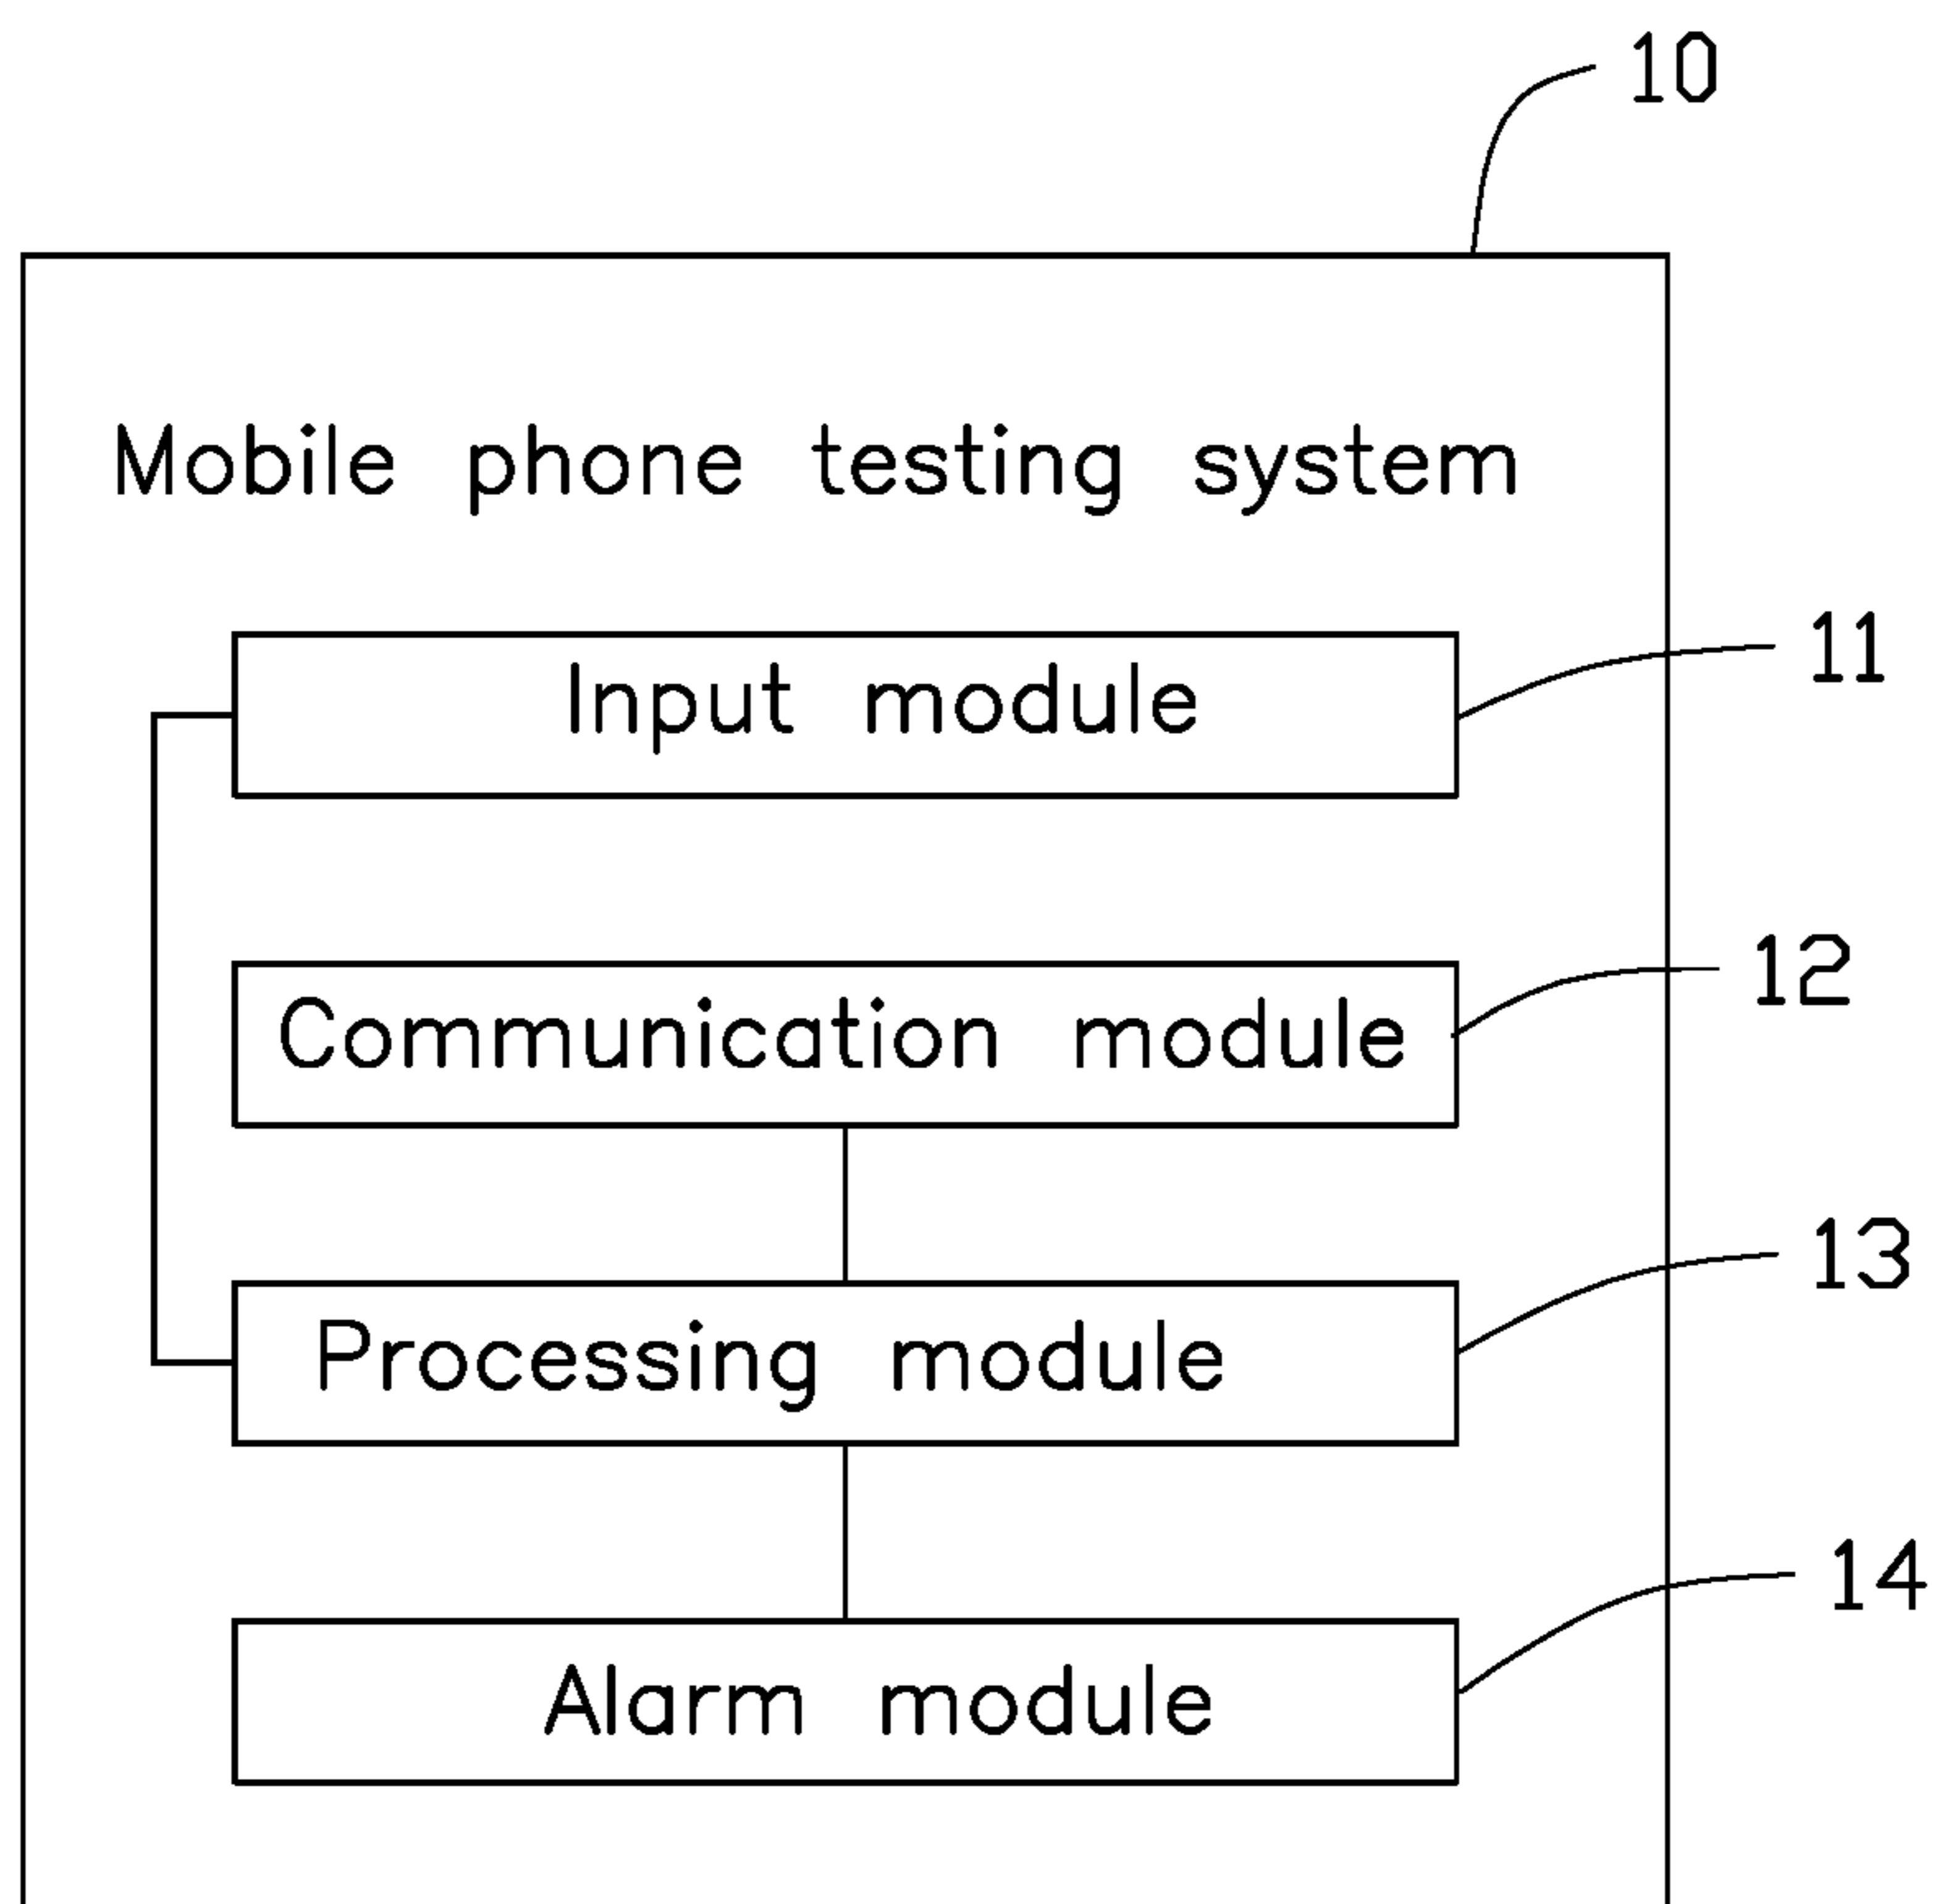 10
Mobile phone testing system
11
Input module
12
Communication module
13
Processing module
14
Alarm module